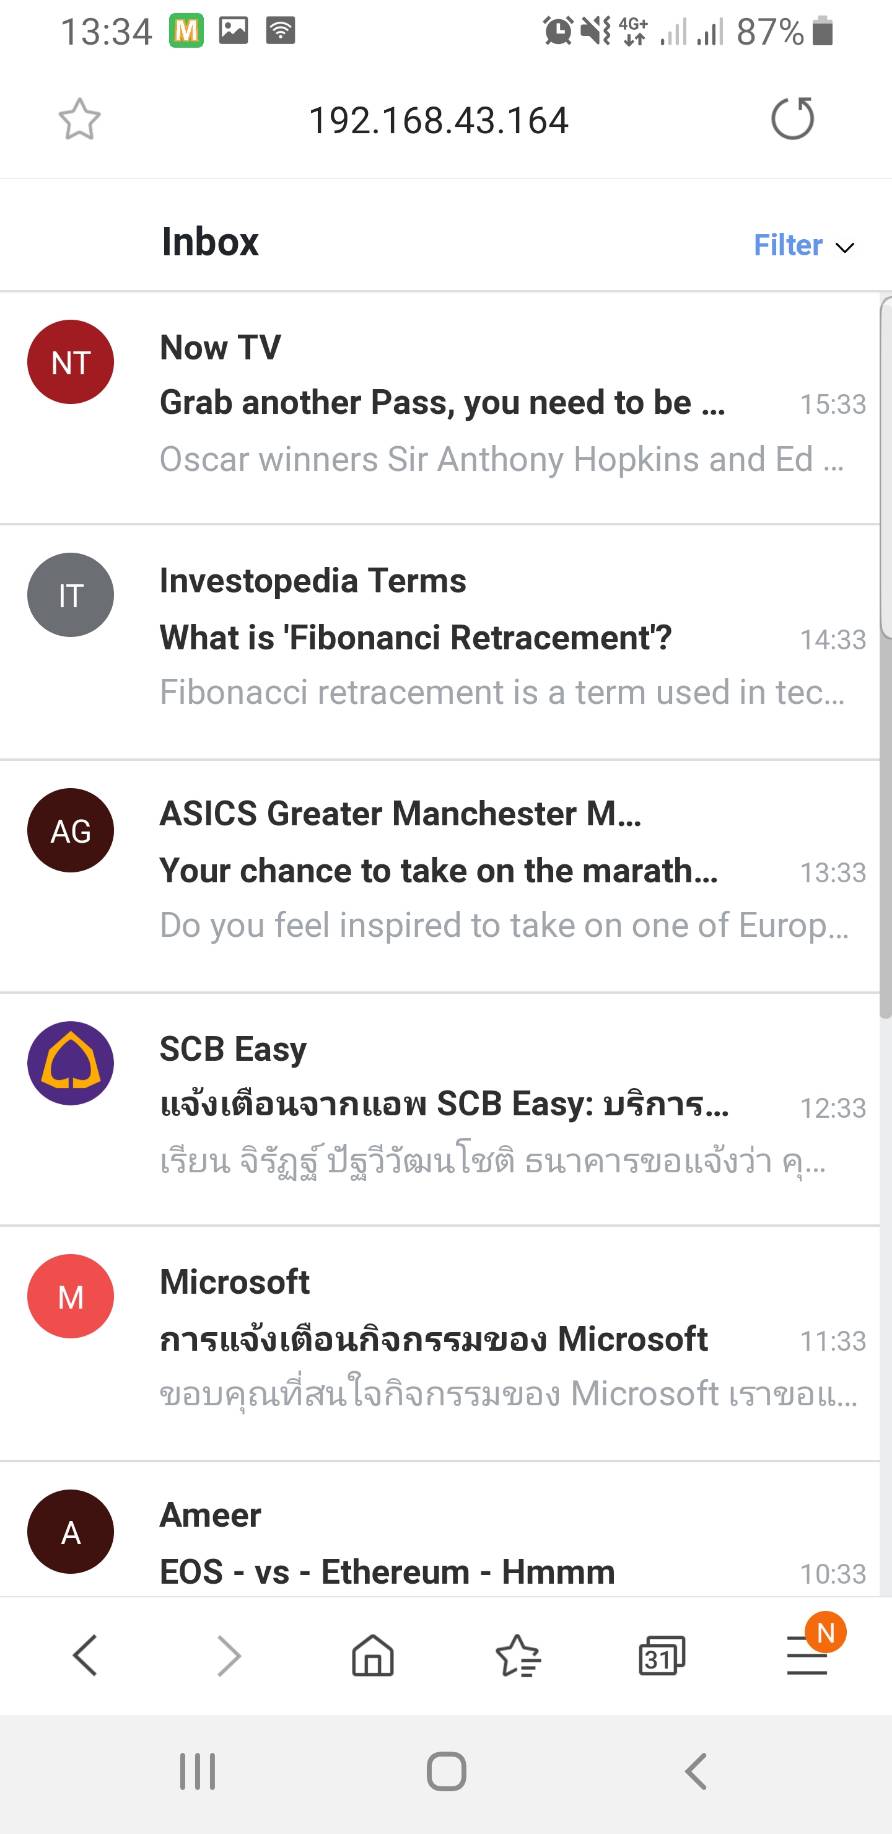 13:34 M 4G+ 87%
192.168.43.164
Inbox Filter
NT Now TV
Grab another Pass, you need to be ... 15:33
Oscar winners Sir Anthony Hopkins and Ed ...
IT Investopedia Terms
What is 'Fibonanci Retracement'? 14:33
Fibonacci retracement is a term used in tec...
AG ASICS Greater Manchester M...
Your chance to take on the marath... 13:33
Do you feel inspired to take on one of Europ...
SCB Easy
แจ้งเตือนจากแอพ SCB Easy: บริการ... 12:33
เรียน จิรัฏฐ์ ปัฐวีวัฒนโชติ ธนาคารขอแจ้งว่า คุ...
M Microsoft
การแจ้งเตือนกิจกรรมของ Microsoft 11:33
ขอบคุณที่สนใจกิจกรรมของ Microsoft เราขอแ...
A Ameer
EOS - vs - Ethereum - Hmmm 10:33
31 N